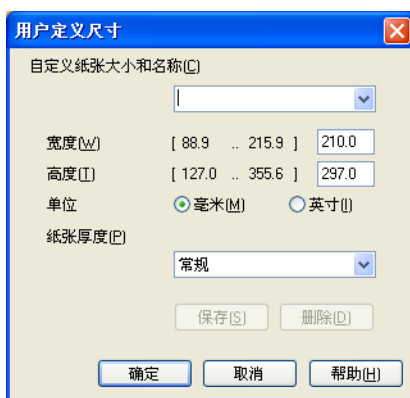 用户定义尺寸
自定义纸张大小和名称(C)
宽度(W) [ 88.9 .. 215.9 ] 210.0
高度(T) [ 127.0 .. 355.6 ] 297.0
单位 毫米(M) 英寸(I)
纸张厚度(P)
常规
保存(S) 删除(D)
确定 取消 帮助(H)